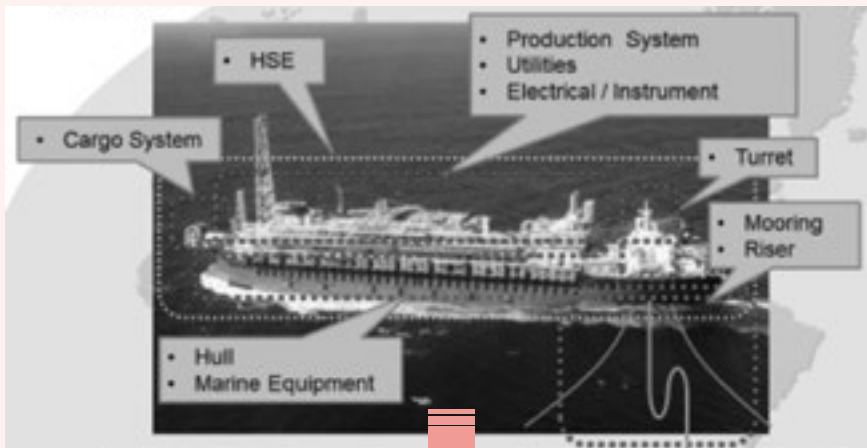 • HSE
• Production System
• Utilities
• Electrical / Instrument
• Cargo System
• Turret
• Mooring
• Riser
• Hull
• Marine Equipment